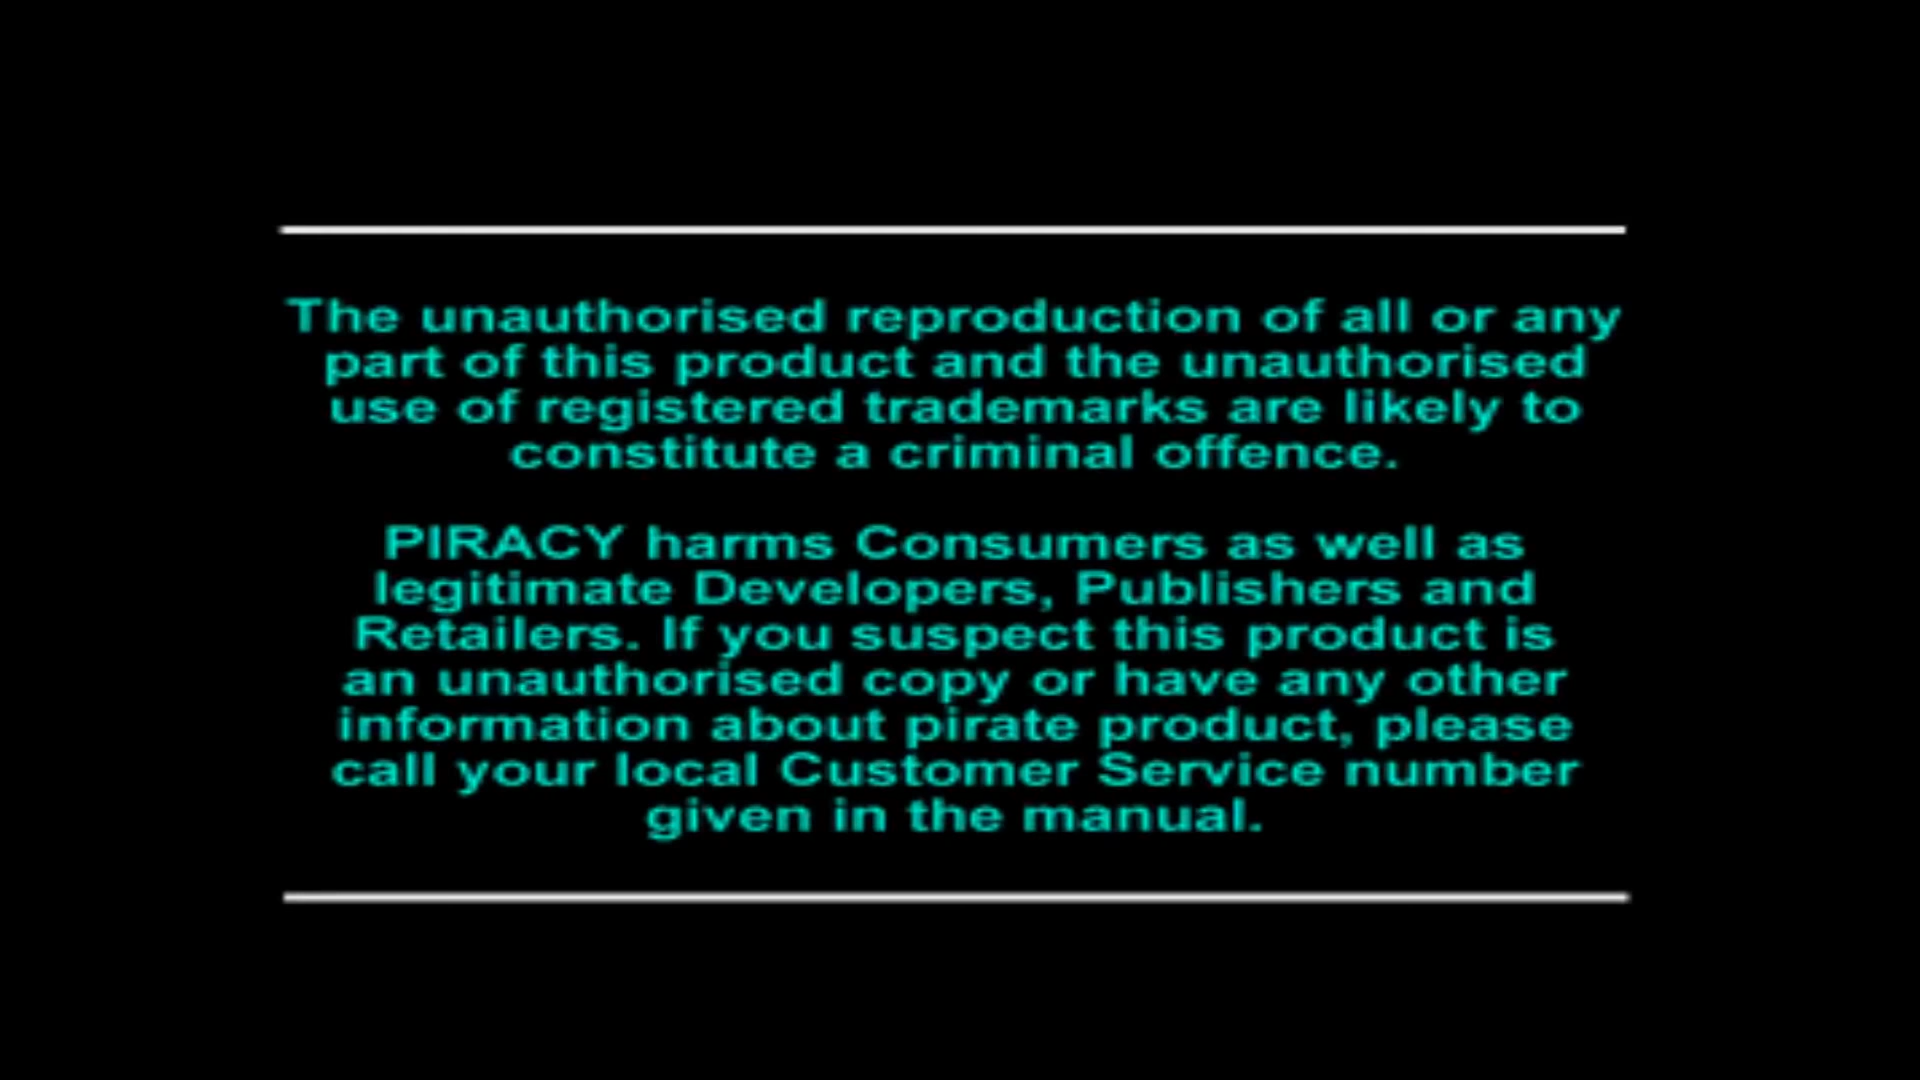 The unauthorised reproduction of all or any
part of this product and the unauthorised
use of registered trademarks are likely to
constitute a criminal offence.
PIRACY harms Consumers as well as
legitimate Developers, Publishers and
Retailers. If you suspect this product is
an unauthorised copy or have any other
information about pirate product, please
call your local Customer Service number
given in the manual.